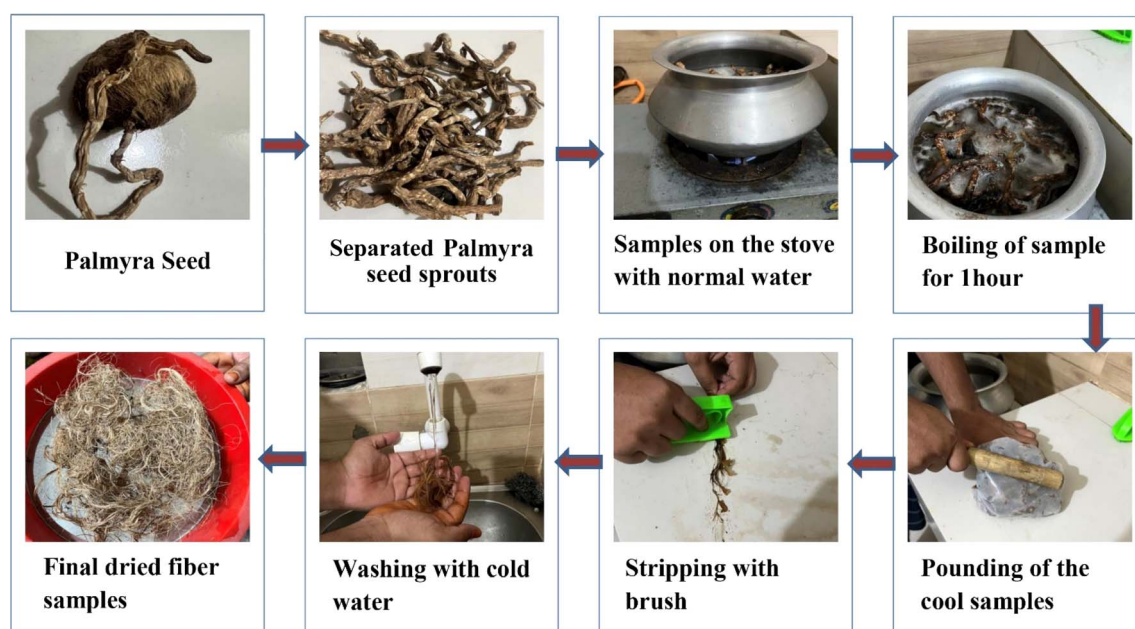 Palmyra Seed
Separated Palmyra
seed sprouts
Samples on the stove
with normal water
Boiling of sample
for 1hour
Pounding of the
cool samples
Stripping with
brush
Washing with cold
water
Final dried fiber
samples